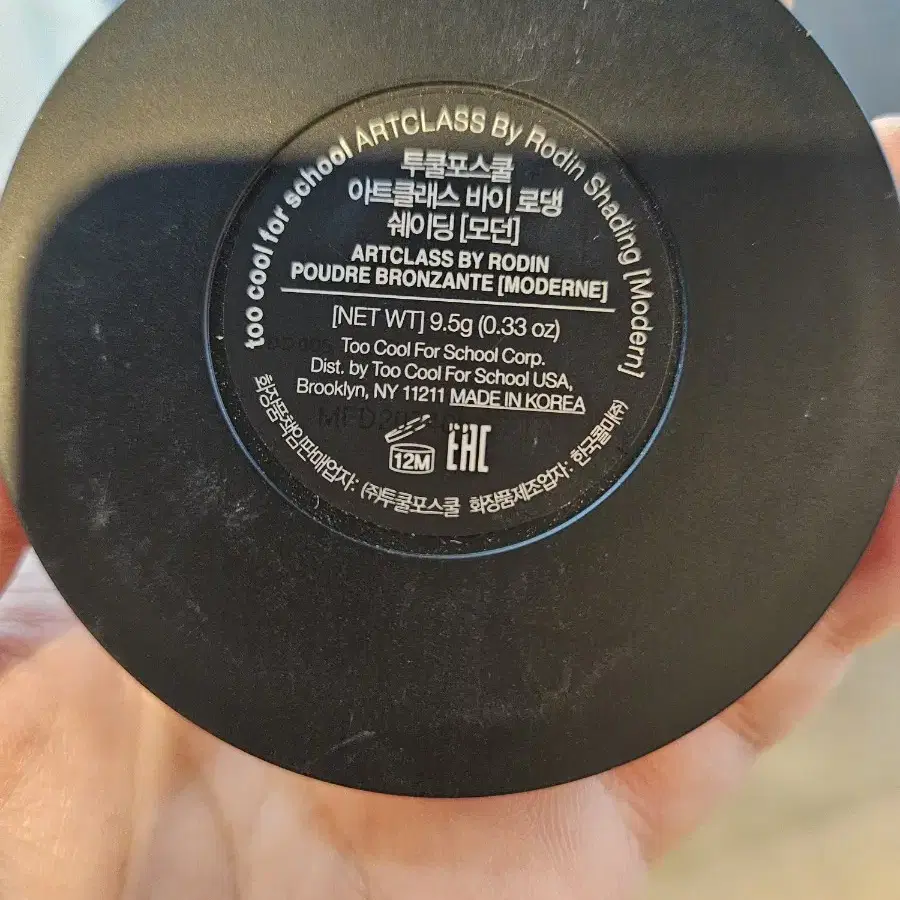 too cool for school ARTCLASS By Rodin Shading [Modern]
투쿨포스쿨
아트클래스 바이 로댕
쉐이딩 [모던]
ARTCLASS BY RODIN
POUDRE BRONZANTE [MODERNE]
[NET WT] 9.5g (0.33 oz)
Too Cool For School Corp.
Dist. by Too Cool For School USA,
Brooklyn, NY 11211 MADE IN KOREA
12M EAC
화장품책임판매업자: (주)투쿨포스쿨 화장품제조업자: 한국콜마(주)